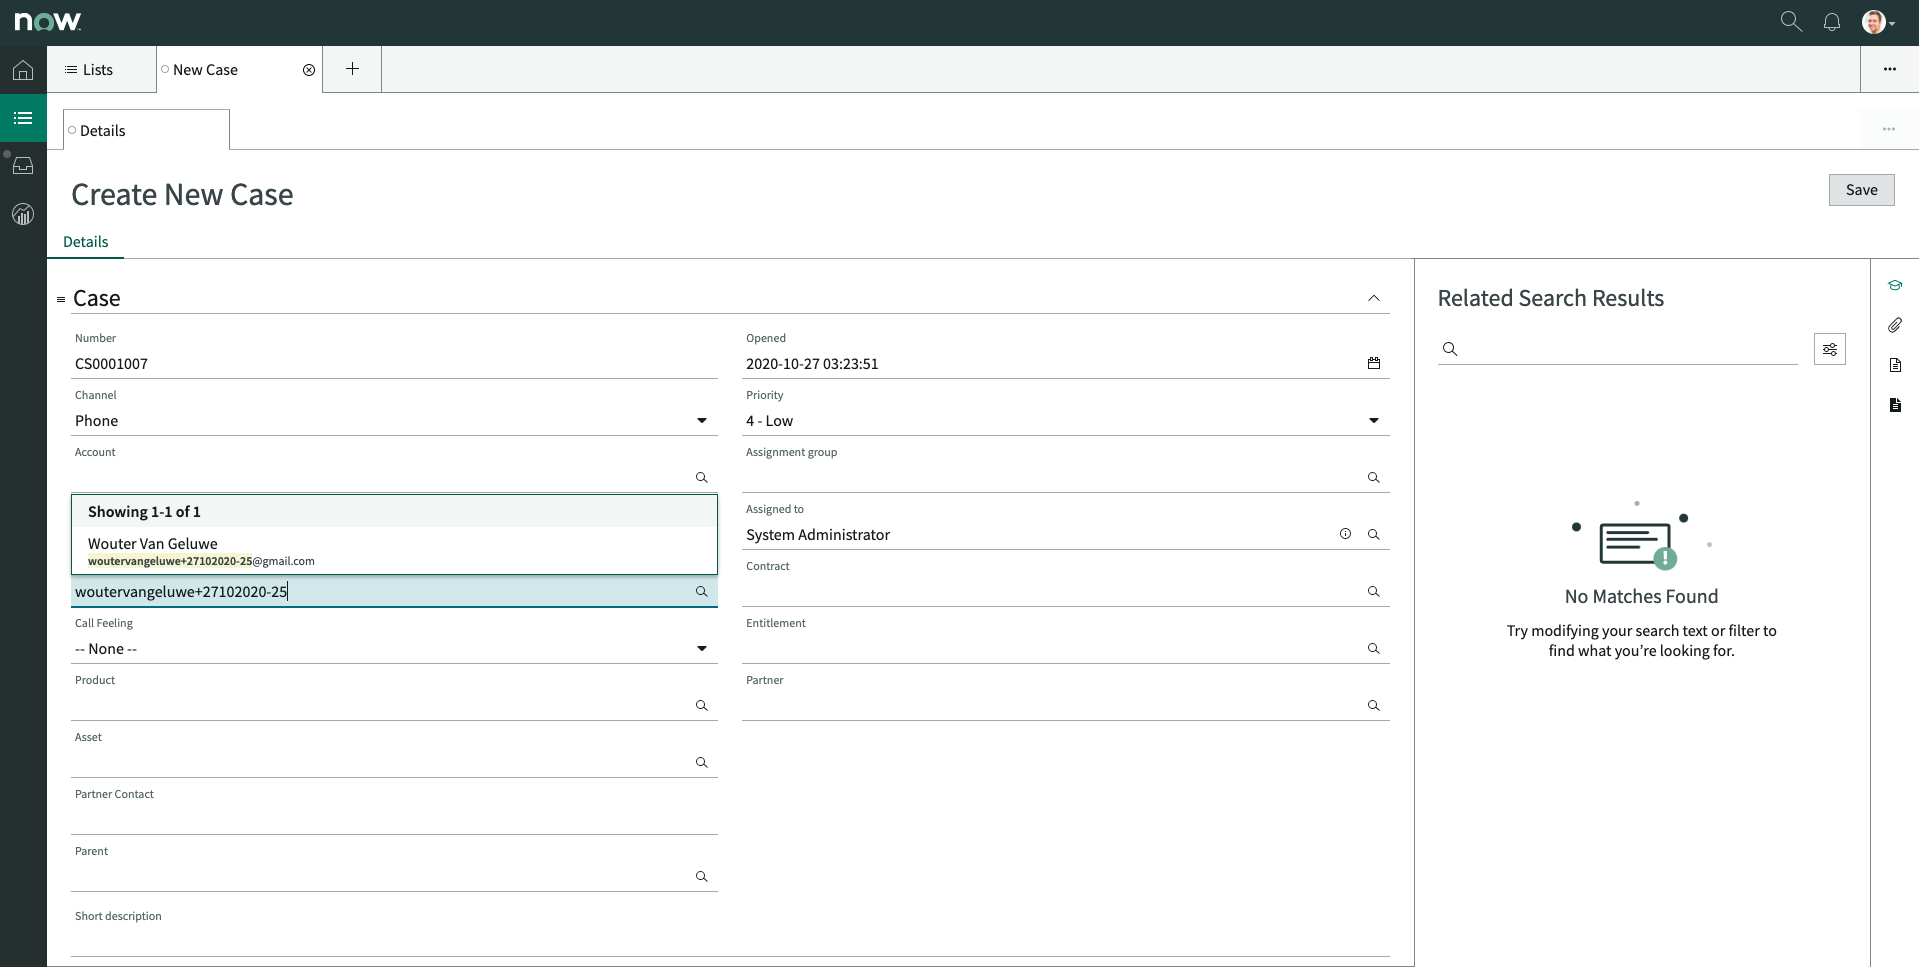 now
Lists
New Case
Details
Create New Case
Save
Details
Case
Number
CS0001007
Opened
2020-10-27 03:23:51
Channel
Phone
Priority
4 - Low
Account
Assignment group
Showing 1-1 of 1
Wouter Van Geluwe
woutervangeluwe+27102020-25@gmail.com
woutervangeluwe+27102020-25
Assigned to
System Administrator
Contract
Call Feeling
-- None --
Entitlement
Product
Partner
Asset
Partner Contact
Parent
Short description
Related Search Results
No Matches Found
Try modifying your search text or filter to
find what you’re looking for.